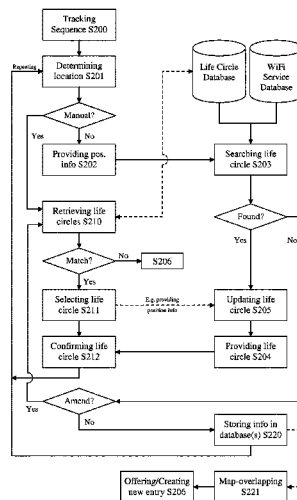 Tracking
Sequence S200
Repeating
Determining
location S201
Life Circle
Database
WiFi
Service
Database
Manual?
Yes
No
Providing pos.
info S202
Searching life
circle S203
Retrieving life
circles S210
Found?
Yes
No
Match?
No
S206
Yes
Selecting life
circle S211
E.g. providing
position info
Updating life
circle S205
Confirming life
circle S212
Providing life
circle S204
Amend?
Yes
No
Storing info in
database(s) S220
Offering/Creating
new entry S206
Map-overlapping
S221